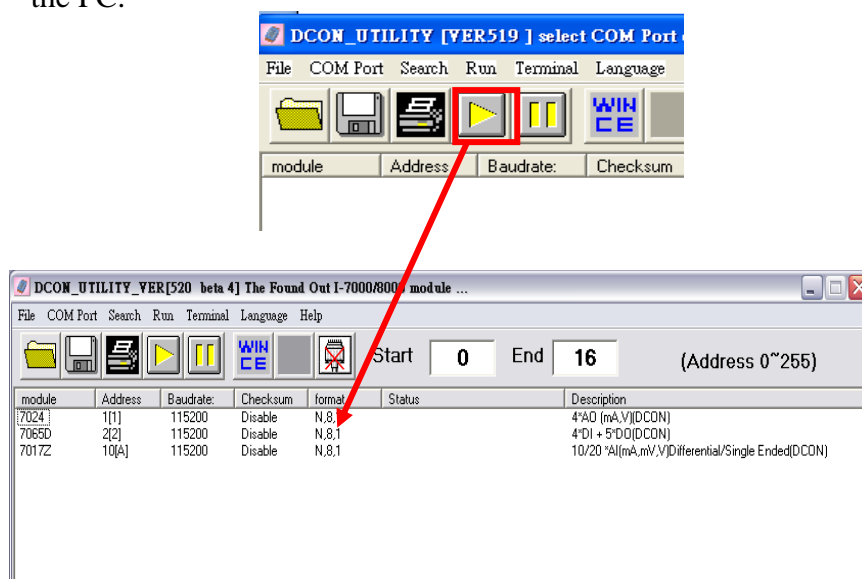 the PC.
DCON_UTILITY [VER519 ] select COM Port
File COM Port Search Run Terminal Language
WIN
CE
module Address Baudrate: Checksum
DCON_UTILITY_VER[520 beta 4] The Found Out I-7000/8000 module ...
File COM Port Search Run Terminal Language Help
WIN
CE
Start 0 End 16 (Address 0~255)
module Address Baudrate: Checksum format Status Description
7024 1[1] 115200 Disable N,8,1 4*AO (mA,V)(DCON)
7065D 2[2] 115200 Disable N,8,1 4*DI + 5*DO(DCON)
7017Z 10[A] 115200 Disable N,8,1 10/20 *AI(mA,mV,V)Differential/Single Ended(DCON)